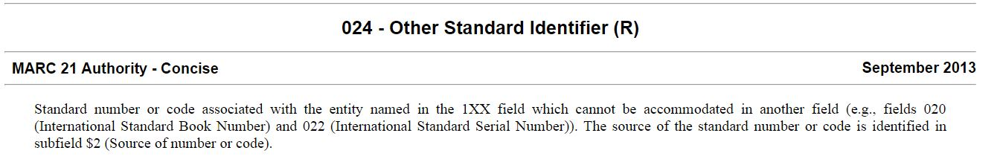 024 - Other Standard Identifier (R)
MARC 21 Authority - Concise
September 2013
Standard number or code associated with the entity named in the 1XX field which cannot be accommodated in another field (e.g., fields 020
(International Standard Book Number) and 022 (International Standard Serial Number)). The source of the standard number or code is identified in
subfield $2 (Source of number or code).